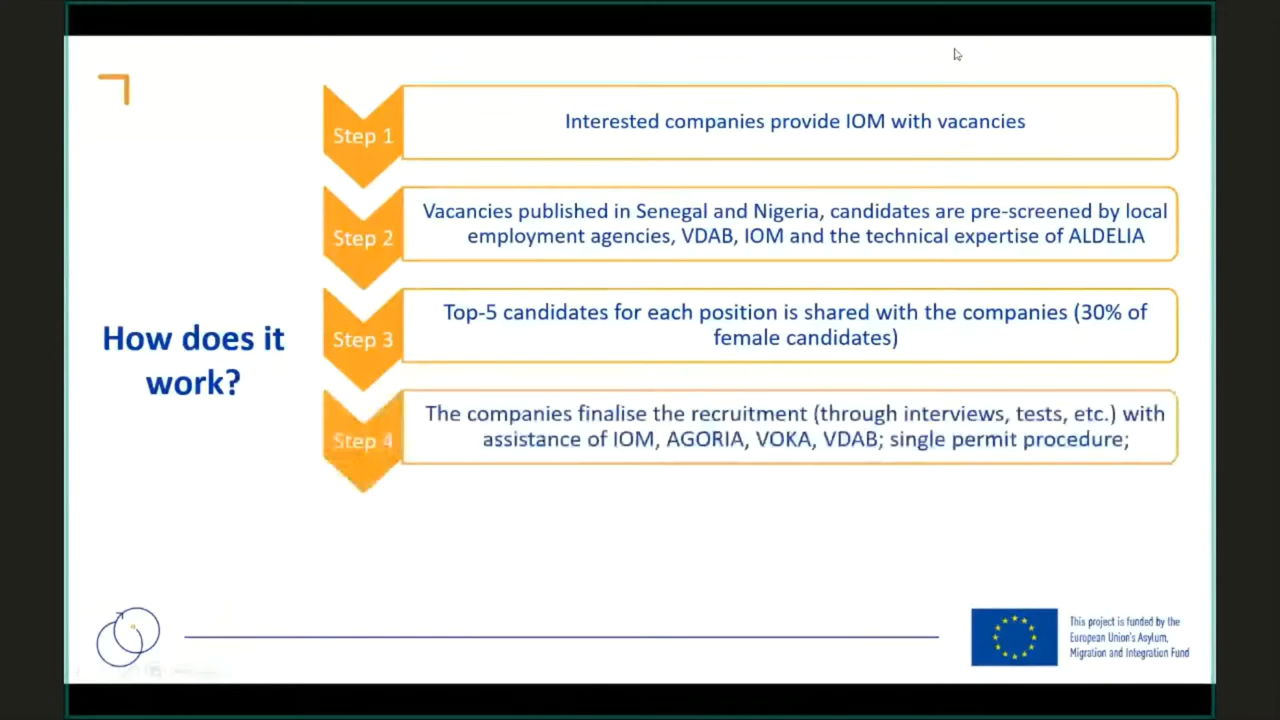 How does it
work?
Step 1
Interested companies provide IOM with vacancies
Step 2
Vacancies published in Senegal and Nigeria, candidates are pre-screened by local
employment agencies, VDAB, IOM and the technical expertise of ALDELIA
Step 3
Top-5 candidates for each position is shared with the companies (30% of
female candidates)
Step 4
The companies finalise the recruitment (through interviews, tests, etc.) with
assistance of IOM, AGORIA, VOKA, VDAB; single permit procedure;
This project is funded by the
European Union's Asylum,
Migration and Integration Fund